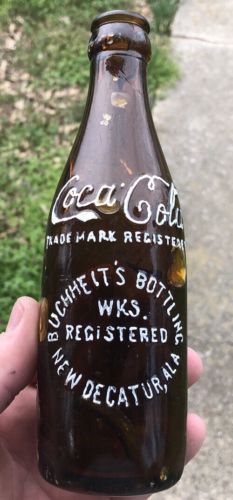 Coca-Cola
TRADE MARK REGISTERED
BUCHHEIT'S BOTTLING
WKS.
REGISTERED
NEW DECATUR, ALA